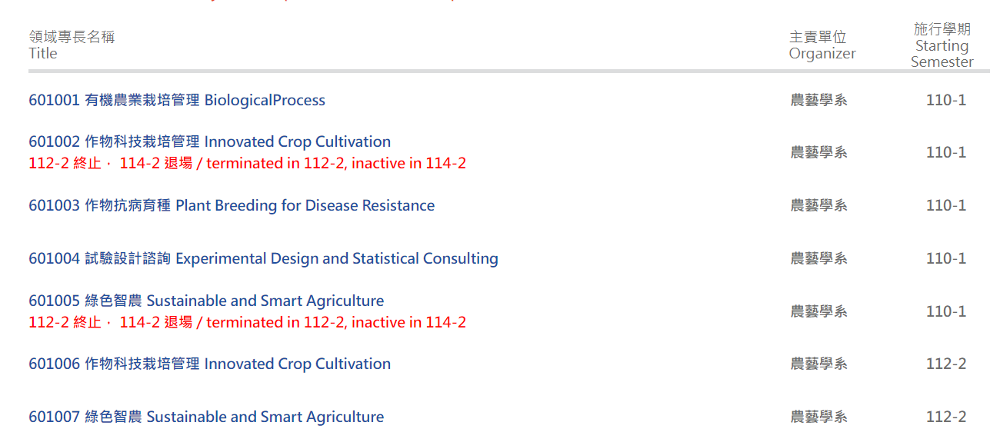 領域專長名稱
Title
主責單位
Organizer
施行學期
Starting
Semester
601001 有機農業栽培管理 BiologicalProcess
農藝學系
110-1
601002 作物科技栽培管理 Innovated Crop Cultivation
112-2 終止， 114-2 退場 / terminated in 112-2, inactive in 114-2
農藝學系
110-1
601003 作物抗病育種 Plant Breeding for Disease Resistance
農藝學系
110-1
601004 試驗設計諮詢 Experimental Design and Statistical Consulting
農藝學系
110-1
601005 綠色智農 Sustainable and Smart Agriculture
112-2 終止， 114-2 退場 / terminated in 112-2, inactive in 114-2
農藝學系
110-1
601006 作物科技栽培管理 Innovated Crop Cultivation
農藝學系
112-2
601007 綠色智農 Sustainable and Smart Agriculture
農藝學系
112-2